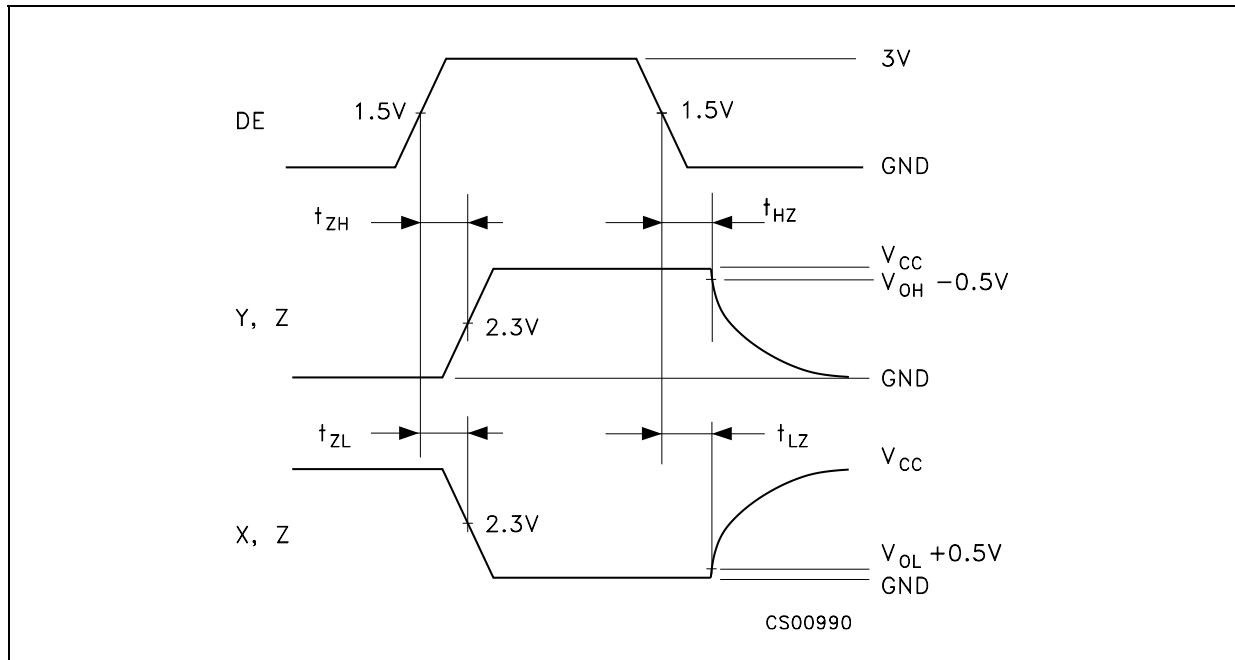 3V
1.5V
1.5V
DE
GND
tZH
tHZ
VCC
VOH -0.5V
Y, Z
2.3V
GND
tZL
tLZ
VCC
X, Z
2.3V
VOL +0.5V
GND
CS00990